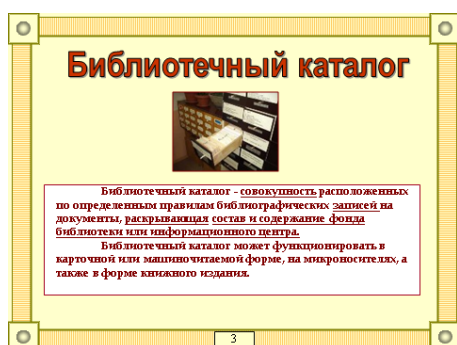 Библиотечный каталог
Библиотечный каталог - совокупность расположенных
по определенным правилам библиографических записей на
документы, раскрывающая состав и содержание фонда
библиотеки или информационного центра.
Библиотечный каталог может функционировать в
карточной или машиночитаемой форме, на микроносителях, а
также в форме книжного издания.
3